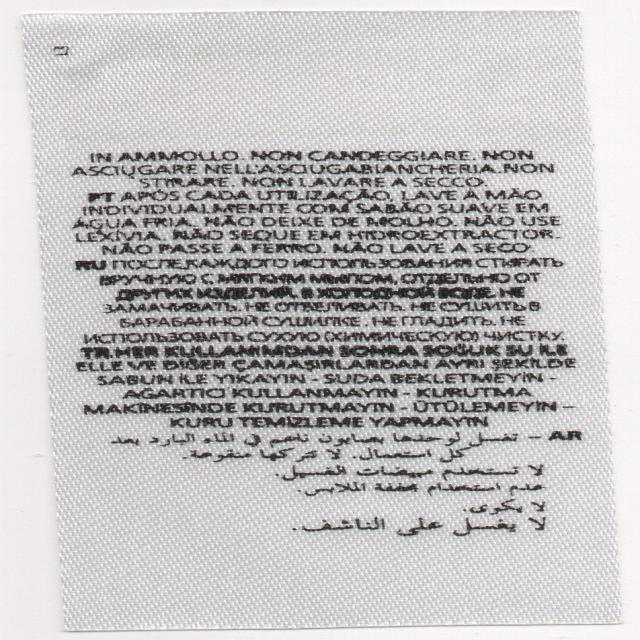 IN AMMOLLO. NON CANDEGGIARE. NON
ASCIUGARE NELL'ASCIUGABIANCHERIA. NON
STIRARE. NON LAVARE A SECCO.
PT APÓS CADA UTILIZAÇÃO, LAVE À MÃO
INDIVIDUALMENTE COM SABÃO SUAVE EM
ÁGUA FRIA. NÃO DEIXE DE MOLHO. NÃO USE
LEXÍVIA. NÃO SEQUE EM HIDROEXTRACTOR.
NÃO PASSE A FERRO. NÃO LAVE A SECO
RU ПОСЛЕ КАЖДОГО ИСПОЛЬЗОВАНИЯ СТИРАТЬ
ВРУЧНУЮ С МЯГКИМ МЫЛОМ, ОТДЕЛЬНО ОТ
ДРУГИХ ИЗДЕЛИЙ, В ХОЛОДНОЙ ВОДЕ. НЕ
ЗАМАЧИВАТЬ. НЕ ОТБЕЛИВАТЬ. НЕ СУШИТЬ В
БАРАБАННОЙ СУШИЛКЕ. НЕ ГЛАДИТЬ. НЕ
ИСПОЛЬЗОВАТЬ СУХУЮ (ХИМИЧЕСКУЮ) ЧИСТКУ.
TR HER KULLANIMDAN SONRA SOĞUK SU İLE
ELLE VE DİĞER ÇAMAŞIRLARDAN AYRI ŞEKİLDE
SABUN İLE YIKAYIN - SUDA BEKLETMEYİN -
AĞARTICI KULLANMAYIN - KURUTMA
MAKİNESİNDE KURUTMAYIN - ÜTÜLEMEYİN –
KURU TEMİZLEME YAPMAYIN
AR – تغسل لوحدها بصابون ناعم في الماء البارد بعد
كل استعمال. لا تتركها منقوعة.
لا تستخدم مبيضات الغسيل.
عدم استخدام مجففة الملابس.
لا يكوى.
لا يغسل على الناشف.